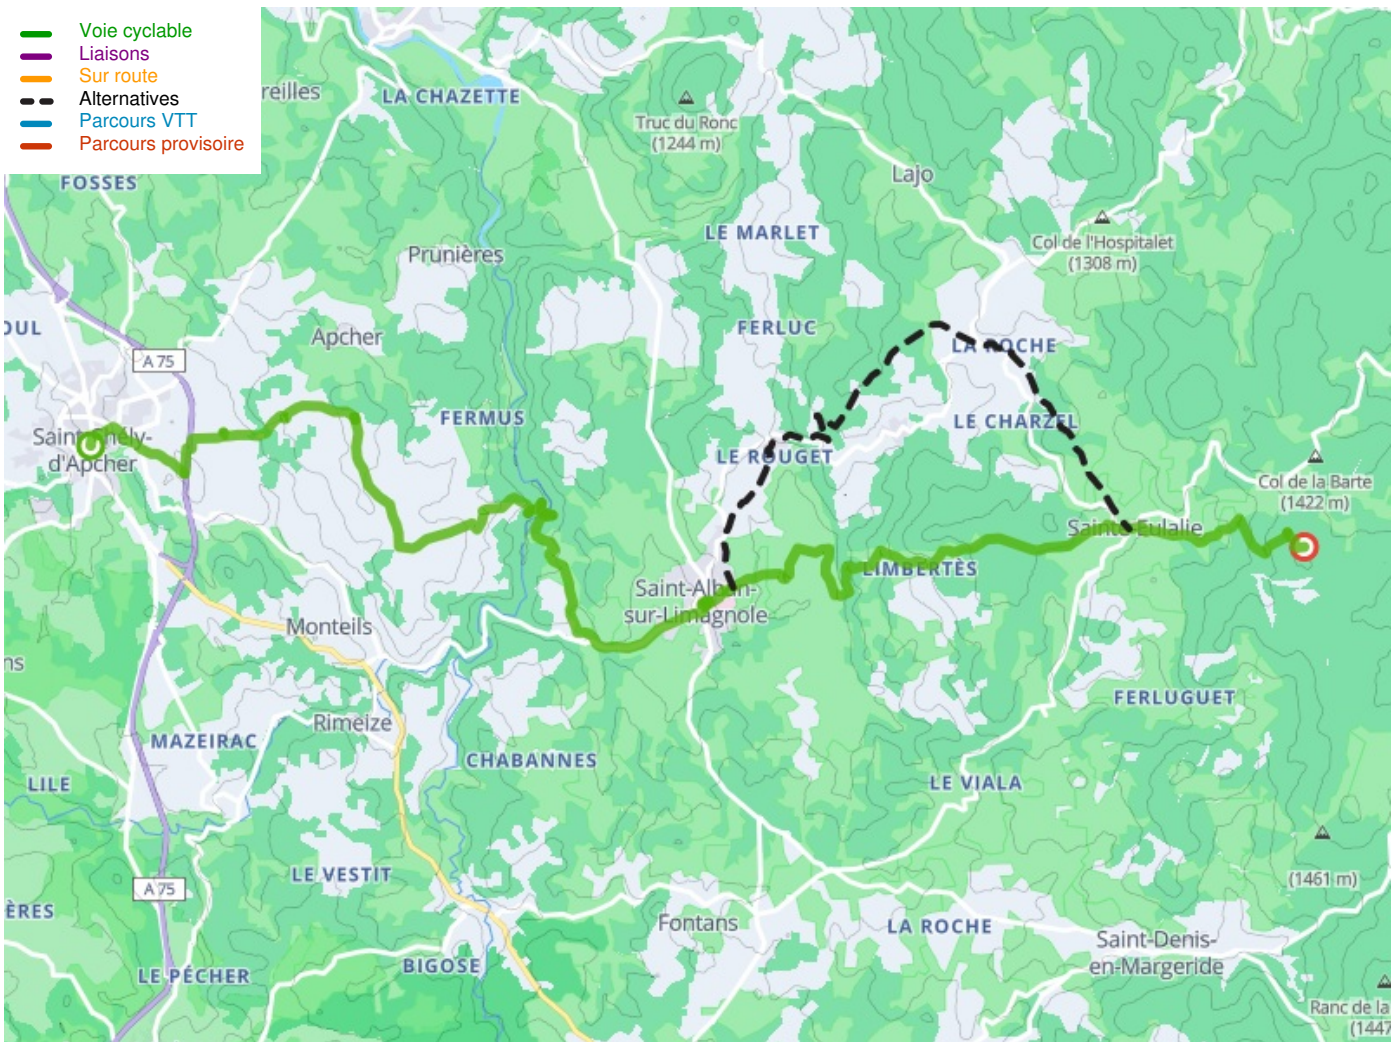 Voie cyclable
Liaisons
Sur route
Alternatives
Parcours VTT
Parcours provisoire
reilles
LA CHAZETTE
Truc du Ronc
(1244 m)
FOSSES
Lajo
LE MARLET
Col de l'Hospitalet
(1308 m)
Prunières
OUL
Apcher
FERLUC
LA ROCHE
A 75
FERMUS
LE CHARZEL
Saint-Chély-
d'Apcher
LE ROUGET
Col de la Barte
(1422 m)
Sainte-Eulalie
LIMBERTÈS
Saint-Alban-
sur-Limagnole
Monteils
ns
FERLUGUET
Rimeize
MAZEIRAC
CHABANNES
LILE
LE VIALA
LE VESTIT
(1461 m)
A 75
ÈRES
Fontans
LA ROCHE
Saint-Denis-
en-Margeride
BIGOSE
LE PÉCHER
Ranc de la
(1447